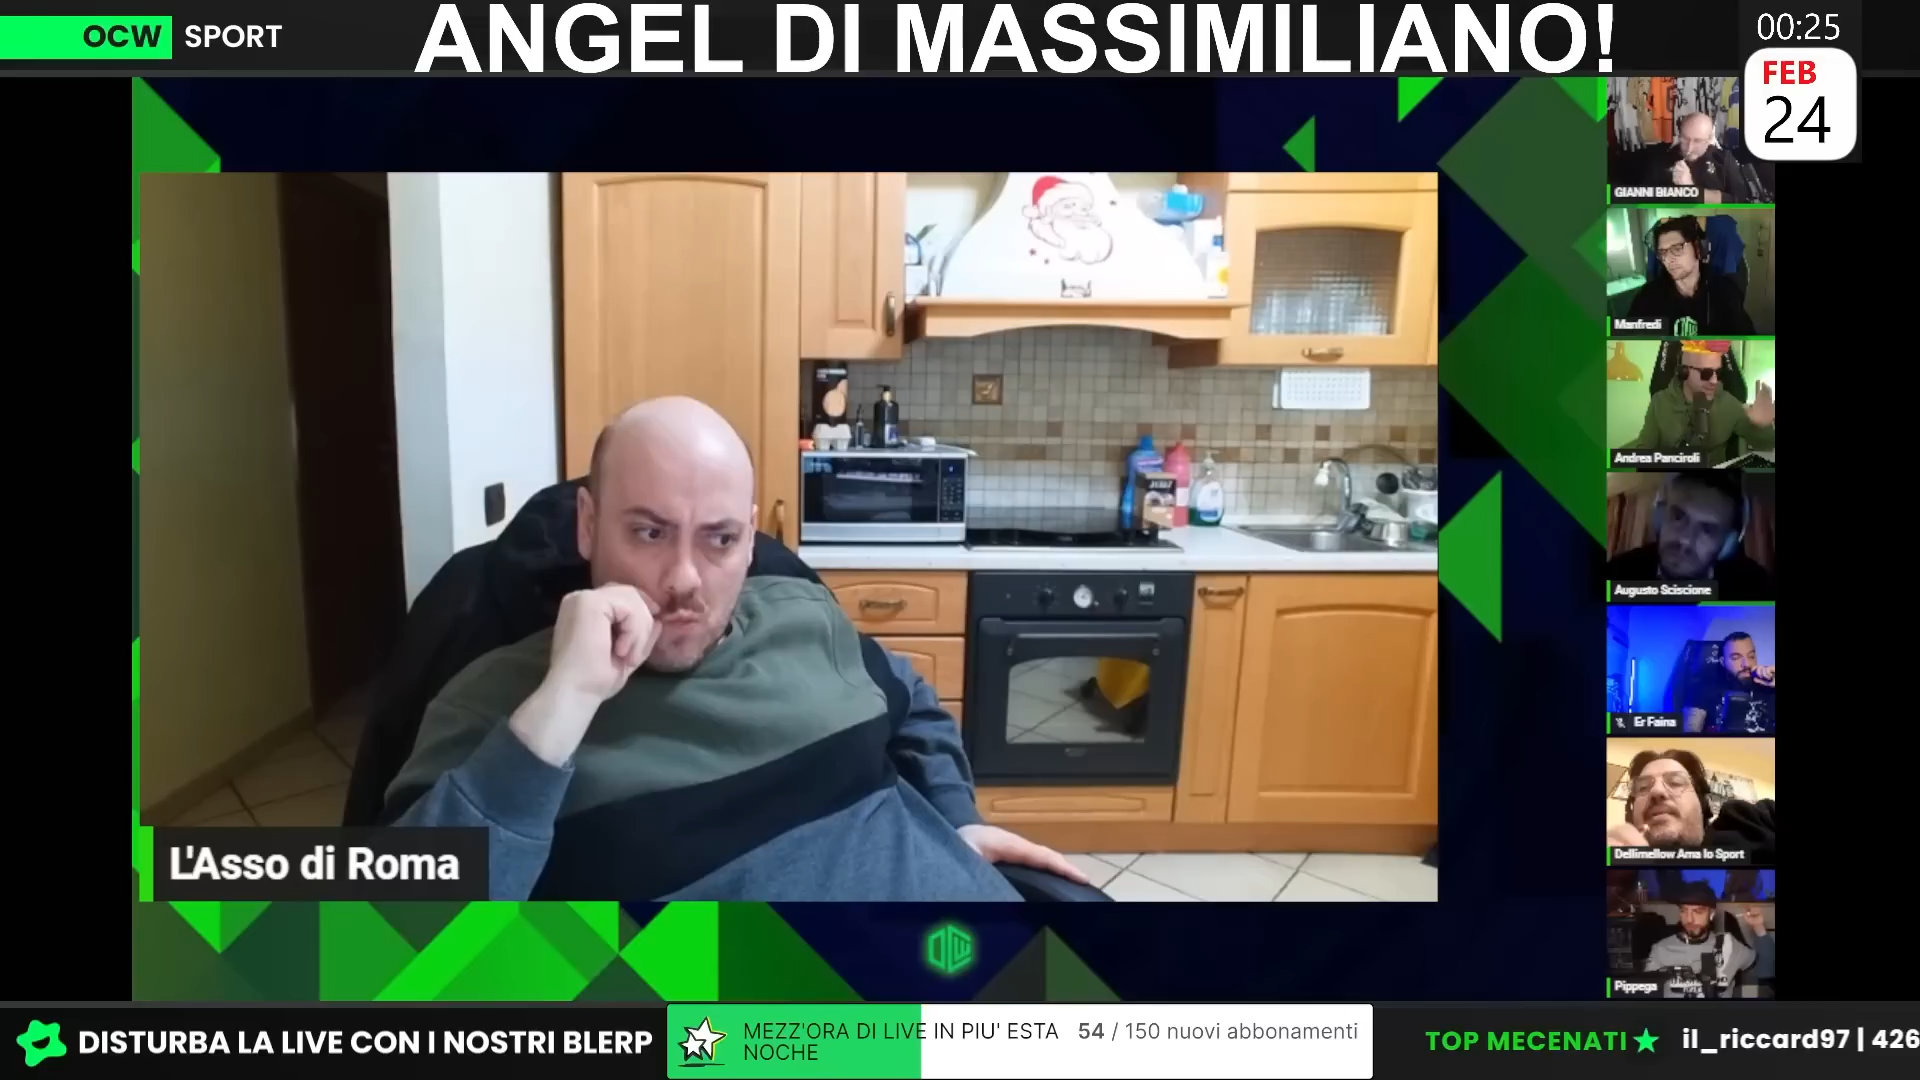 OCW SPORT
ANGEL DI MASSIMILIANO!
00:25
FEB
24
GIANNI BIANCO
Manfredi
Andrea Panciroli
Augusto Sciscione
Er Faina
Dellimellow Ama lo Sport
Pippega
L'Asso di Roma
DISTURBA LA LIVE CON I NOSTRI BLERP
MEZZ'ORA DI LIVE IN PIU' ESTA
NOCHE
54 / 150 nuovi abbonamenti
TOP MECENATI
il_riccard97 | 426